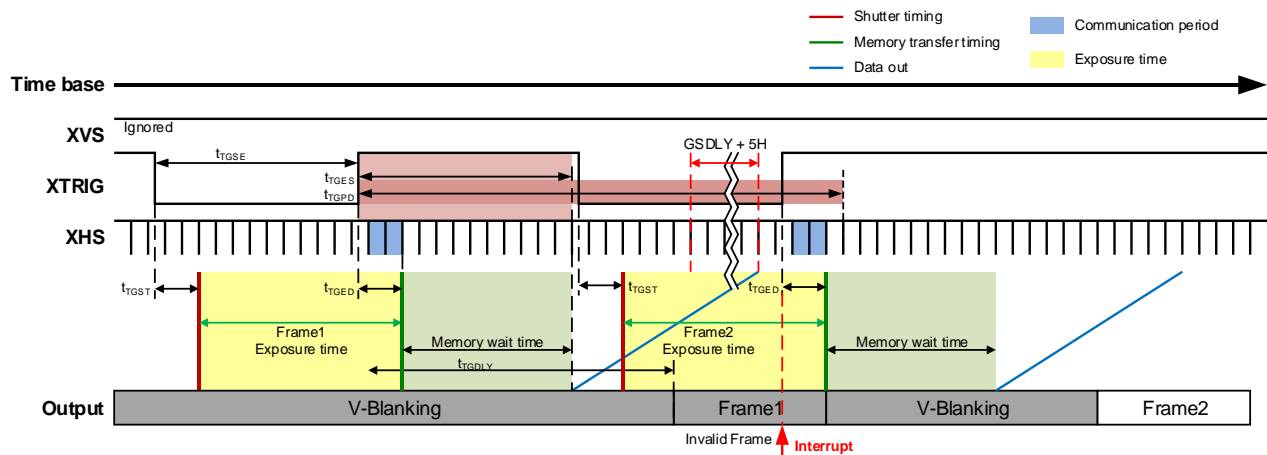 Shutter timing
Communication period
Memory transfer timing
Exposure time
Data out
Time base
XVS
Ignored
tTGSE
GSDLY + 5H
XTRIG
tTGES
tTGPD
XHS
tTGST
tTGED
tTGST
tTGED
Frame1
Exposure time
Memory wait time
Frame2
Exposure time
Memory wait time
tTGDLY
Output
V-Blanking
Frame1
V-Blanking
Frame2
Invalid Frame
Interrupt